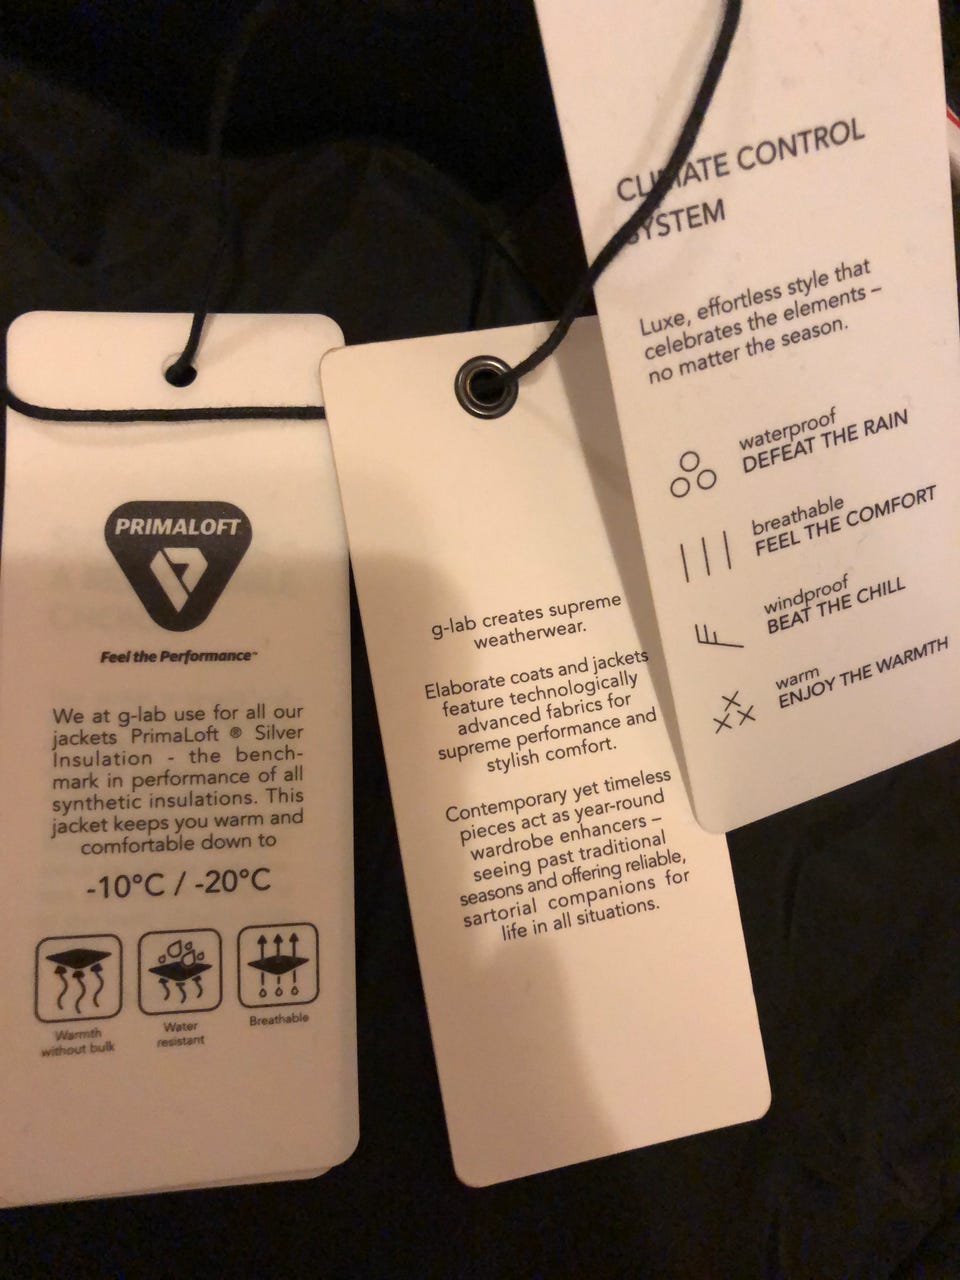 PRIMALOFT
Feel the Performance™
We at g-lab use for all our
jackets PrimaLoft ® Silver
Insulation - the bench-
mark in performance of all
synthetic insulations. This
jacket keeps you warm and
comfortable down to
-10°C / -20°C
Warmth
without bulk
Water
resistant
Breathable
g-lab creates supreme
weatherwear.
Elaborate coats and jackets
feature technologically
advanced fabrics for
supreme performance and
stylish comfort.
Contemporary yet timeless
pieces act as year-round
wardrobe enhancers –
seeing past traditional
seasons and offering reliable,
sartorial companions for
life in all situations.
CLIMATE CONTROL
SYSTEM
Luxe, effortless style that
celebrates the elements –
no matter the season.
waterproof
DEFEAT THE RAIN
breathable
FEEL THE COMFORT
windproof
BEAT THE CHILL
warm
ENJOY THE WARMTH